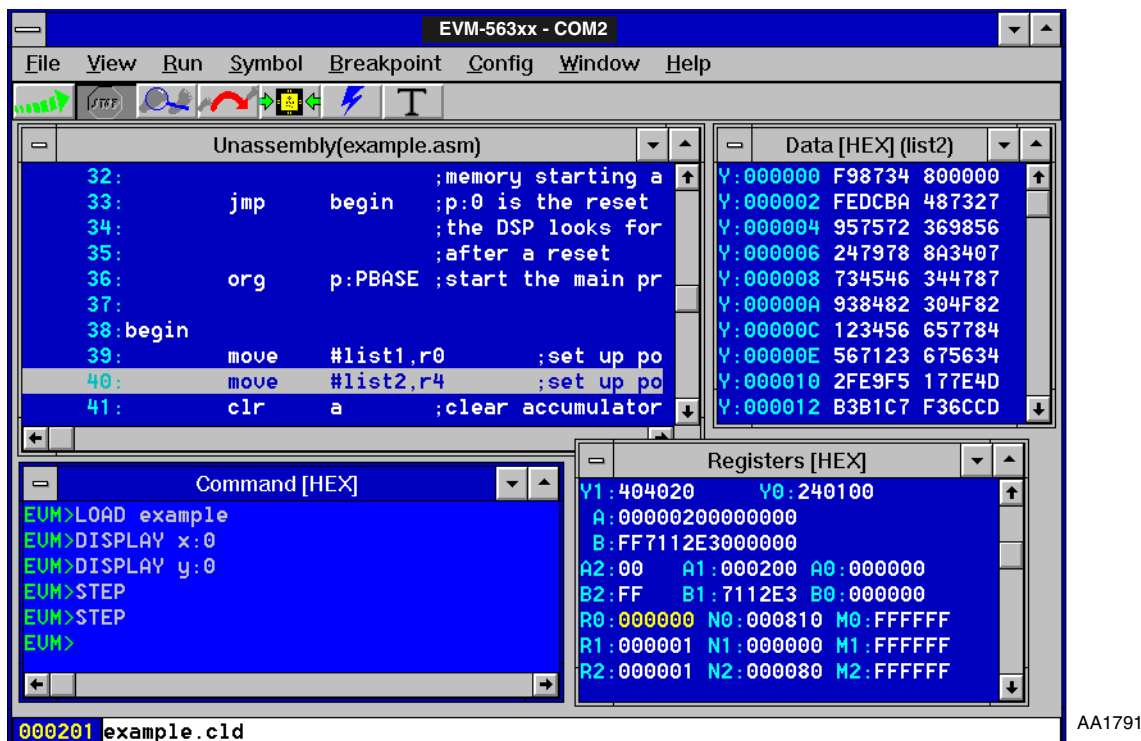 EVM-563xx - COM2
File View Run Symbol Breakpoint Config Window Help
STOP T
Unassembly(example.asm)
32: ;memory starting a
33: jmp begin ;p:0 is the reset
34: ;the DSP looks for
35: ;after a reset
36: org p:PBASE ;start the main pr
37:
38:begin
39: move #list1,r0 ;set up po
40: move #list2,r4 ;set up po
41: clr a ;clear accumulator
Data [HEX] (list2)
Y:000000 F98734 800000
Y:000002 FEDCBA 487327
Y:000004 957572 369856
Y:000006 247978 8A3407
Y:000008 734546 344787
Y:00000A 938482 304F82
Y:00000C 123456 657784
Y:00000E 567123 675634
Y:000010 2FE9F5 177E4D
Y:000012 B3B1C7 F36CCD
Command [HEX]
EVM>LOAD example
EVM>DISPLAY x:0
EVM>DISPLAY y:0
EVM>STEP
EVM>STEP
EVM>
Registers [HEX]
Y1:404020 Y0:240100
A:00000200000000
B:FF7112E3000000
A2:00 A1:000200 A0:000000
B2:FF B1:7112E3 B0:000000
R0:000000 N0:000810 M0:FFFFFF
R1:000001 N1:000000 M1:FFFFFF
R2:000001 N2:000080 M2:FFFFFF
000201 example.cld
AA1791